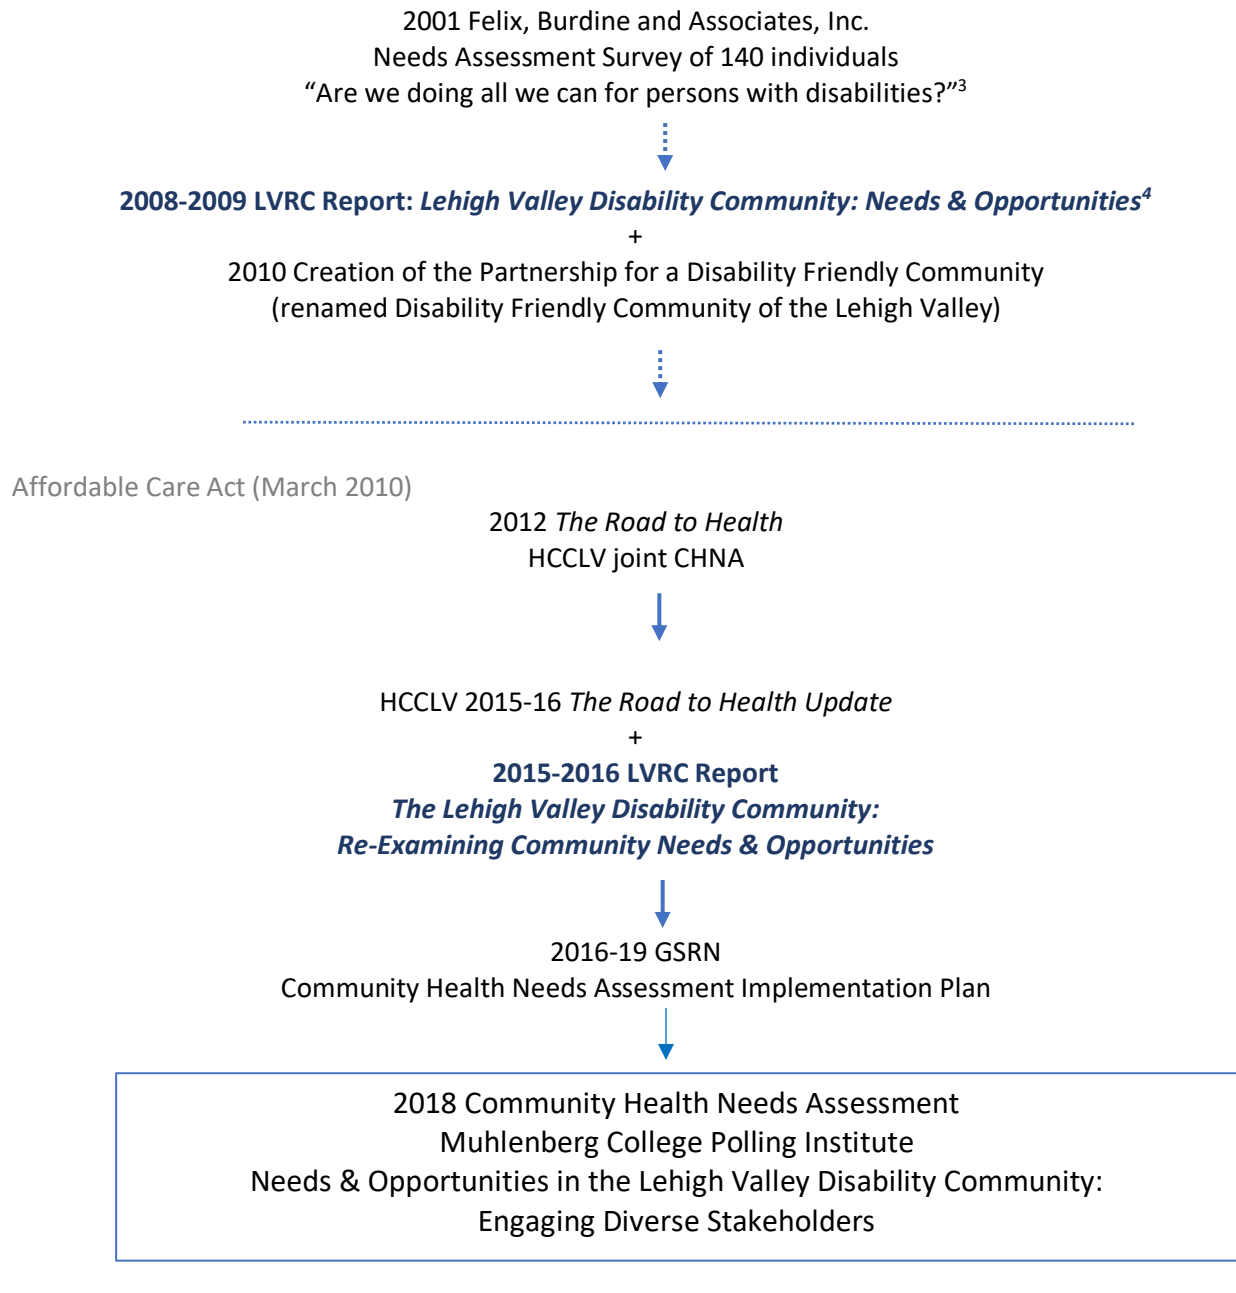 2001 Felix, Burdine and Associates, Inc.
Needs Assessment Survey of 140 individuals
“Are we doing all we can for persons with disabilities?”3
2008-2009 LVRC Report: Lehigh Valley Disability Community: Needs & Opportunities4
+
2010 Creation of the Partnership for a Disability Friendly Community
(renamed Disability Friendly Community of the Lehigh Valley)
Affordable Care Act (March 2010)
2012 The Road to Health
HCCLV joint CHNA
HCCLV 2015-16 The Road to Health Update
+
2015-2016 LVRC Report
The Lehigh Valley Disability Community:
Re-Examining Community Needs & Opportunities
2016-19 GSRN
Community Health Needs Assessment Implementation Plan
2018 Community Health Needs Assessment
Muhlenberg College Polling Institute
Needs & Opportunities in the Lehigh Valley Disability Community:
Engaging Diverse Stakeholders